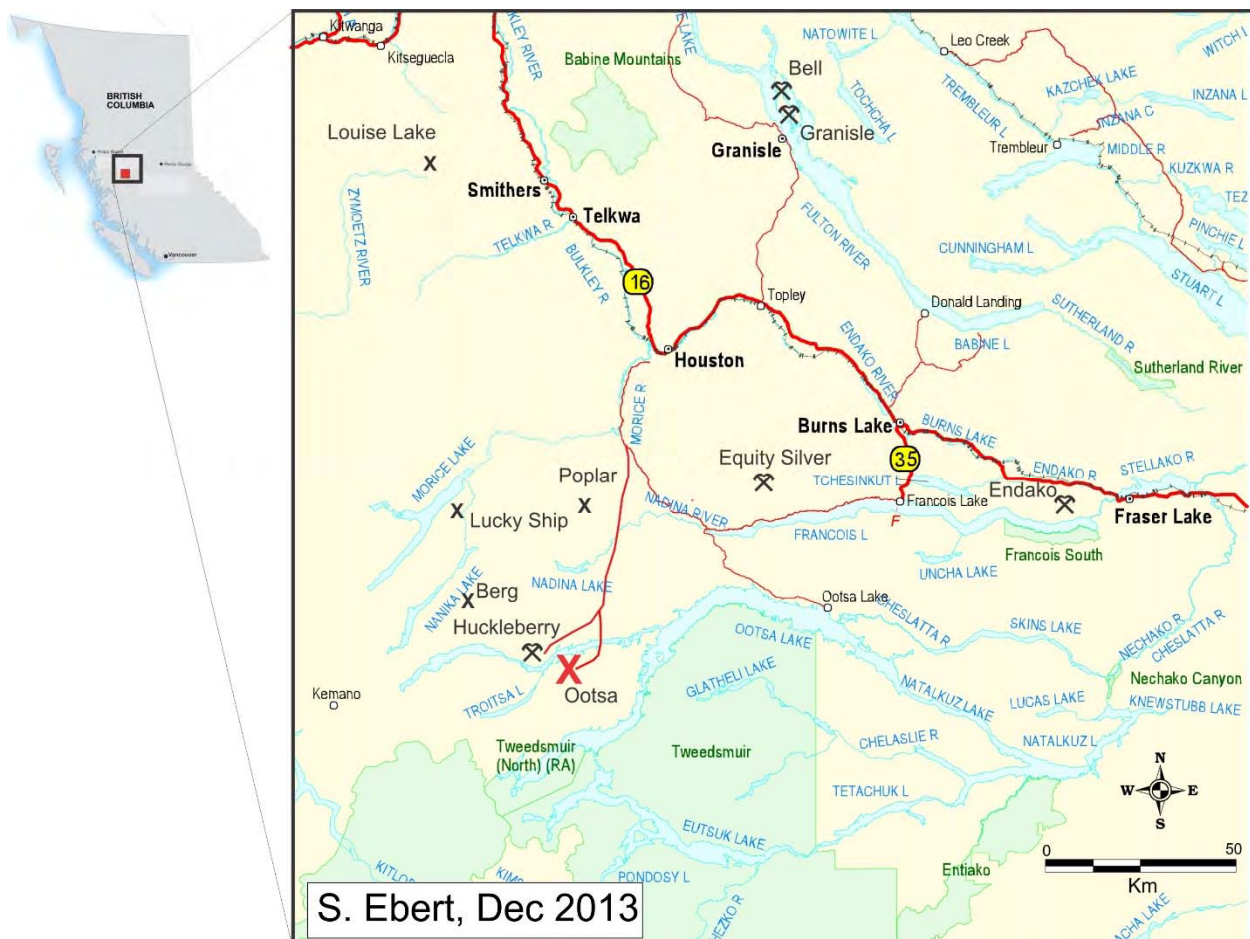 BRITISH
COLUMBIA
Vancouver
Kitwanga
Kitseguecla
Babine Mountains
NATOWITE L
Leo Creek
WITCH L
Bell
TOCHCHA L
TREMBLEUR L
KAZCHEK LAKE
INZANA L
INZANA C
Louise Lake
Granisle
Granisle
Trembleur
MIDDLE R
KUZKWA R
Smithers
ZYMOETZ RIVER
Telkwa
TELKWA R
BULKLEY R
FULTON RIVER
CUNNINGHAM L
PINCHIE L
STUART L
16
Topley
Donald Landing
SUTHERLAND R
BABINE L
Houston
ENDAKO RIVER
Sutherland River
MORICE R
Burns Lake
BURNS LAKE
35
MORICE LAKE
Poplar
Equity Silver
TCHESINKUT L
ENDAKO R
STELLAKO R
Endako
Lucky Ship
NADINA RIVER
Francois Lake
F
Fraser Lake
FRANCOIS L
Francois South
UNCHA LAKE
NADINA LAKE
NANIKA LAKE
Berg
Ootsa Lake
CHESLATTA R
Huckleberry
OOTSA LAKE
SKINS LAKE
NECHAKO R
CHESLATTA R
GLATHELI LAKE
Nechako Canyon
Kemano
TROITSA L
Ootsa
NATALKUZ LAKE
LUCAS LAKE
KNEWSTUBB LAKE
Tweedsmuir
(North) (RA)
Tweedsmuir
CHELASLIE R
NATALKUZ L
TETACHUK L
N
W E
S
EUTSUK LAKE
0 50
Km
PONDOSY L
Entiako
S. Ebert, Dec 2013